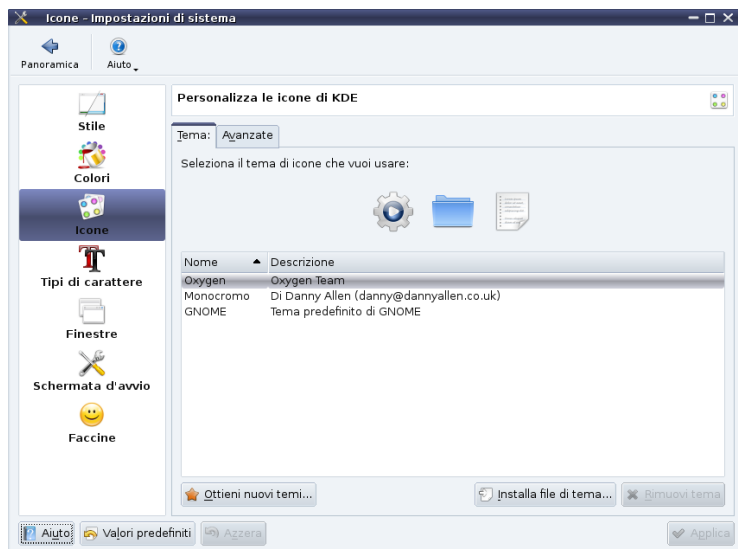 Icone - Impostazioni di sistema
Panoramica
Aiuto
Stile
Colori
Icone
Tipi di carattere
Finestre
Schermata d'avvio
Faccine
Personalizza le icone di KDE
Tema:
Avanzate
Seleziona il tema di icone che vuoi usare:
Nome Descrizione
Oxygen Oxygen Team
Monocromo Di Danny Allen (danny@dannyallen.co.uk)
GNOME Tema predefinito di GNOME
Ottieni nuovi temi...
Installa file di tema...
Rimuovi tema
Aiuto
Valori predefiniti
Azzera
Applica